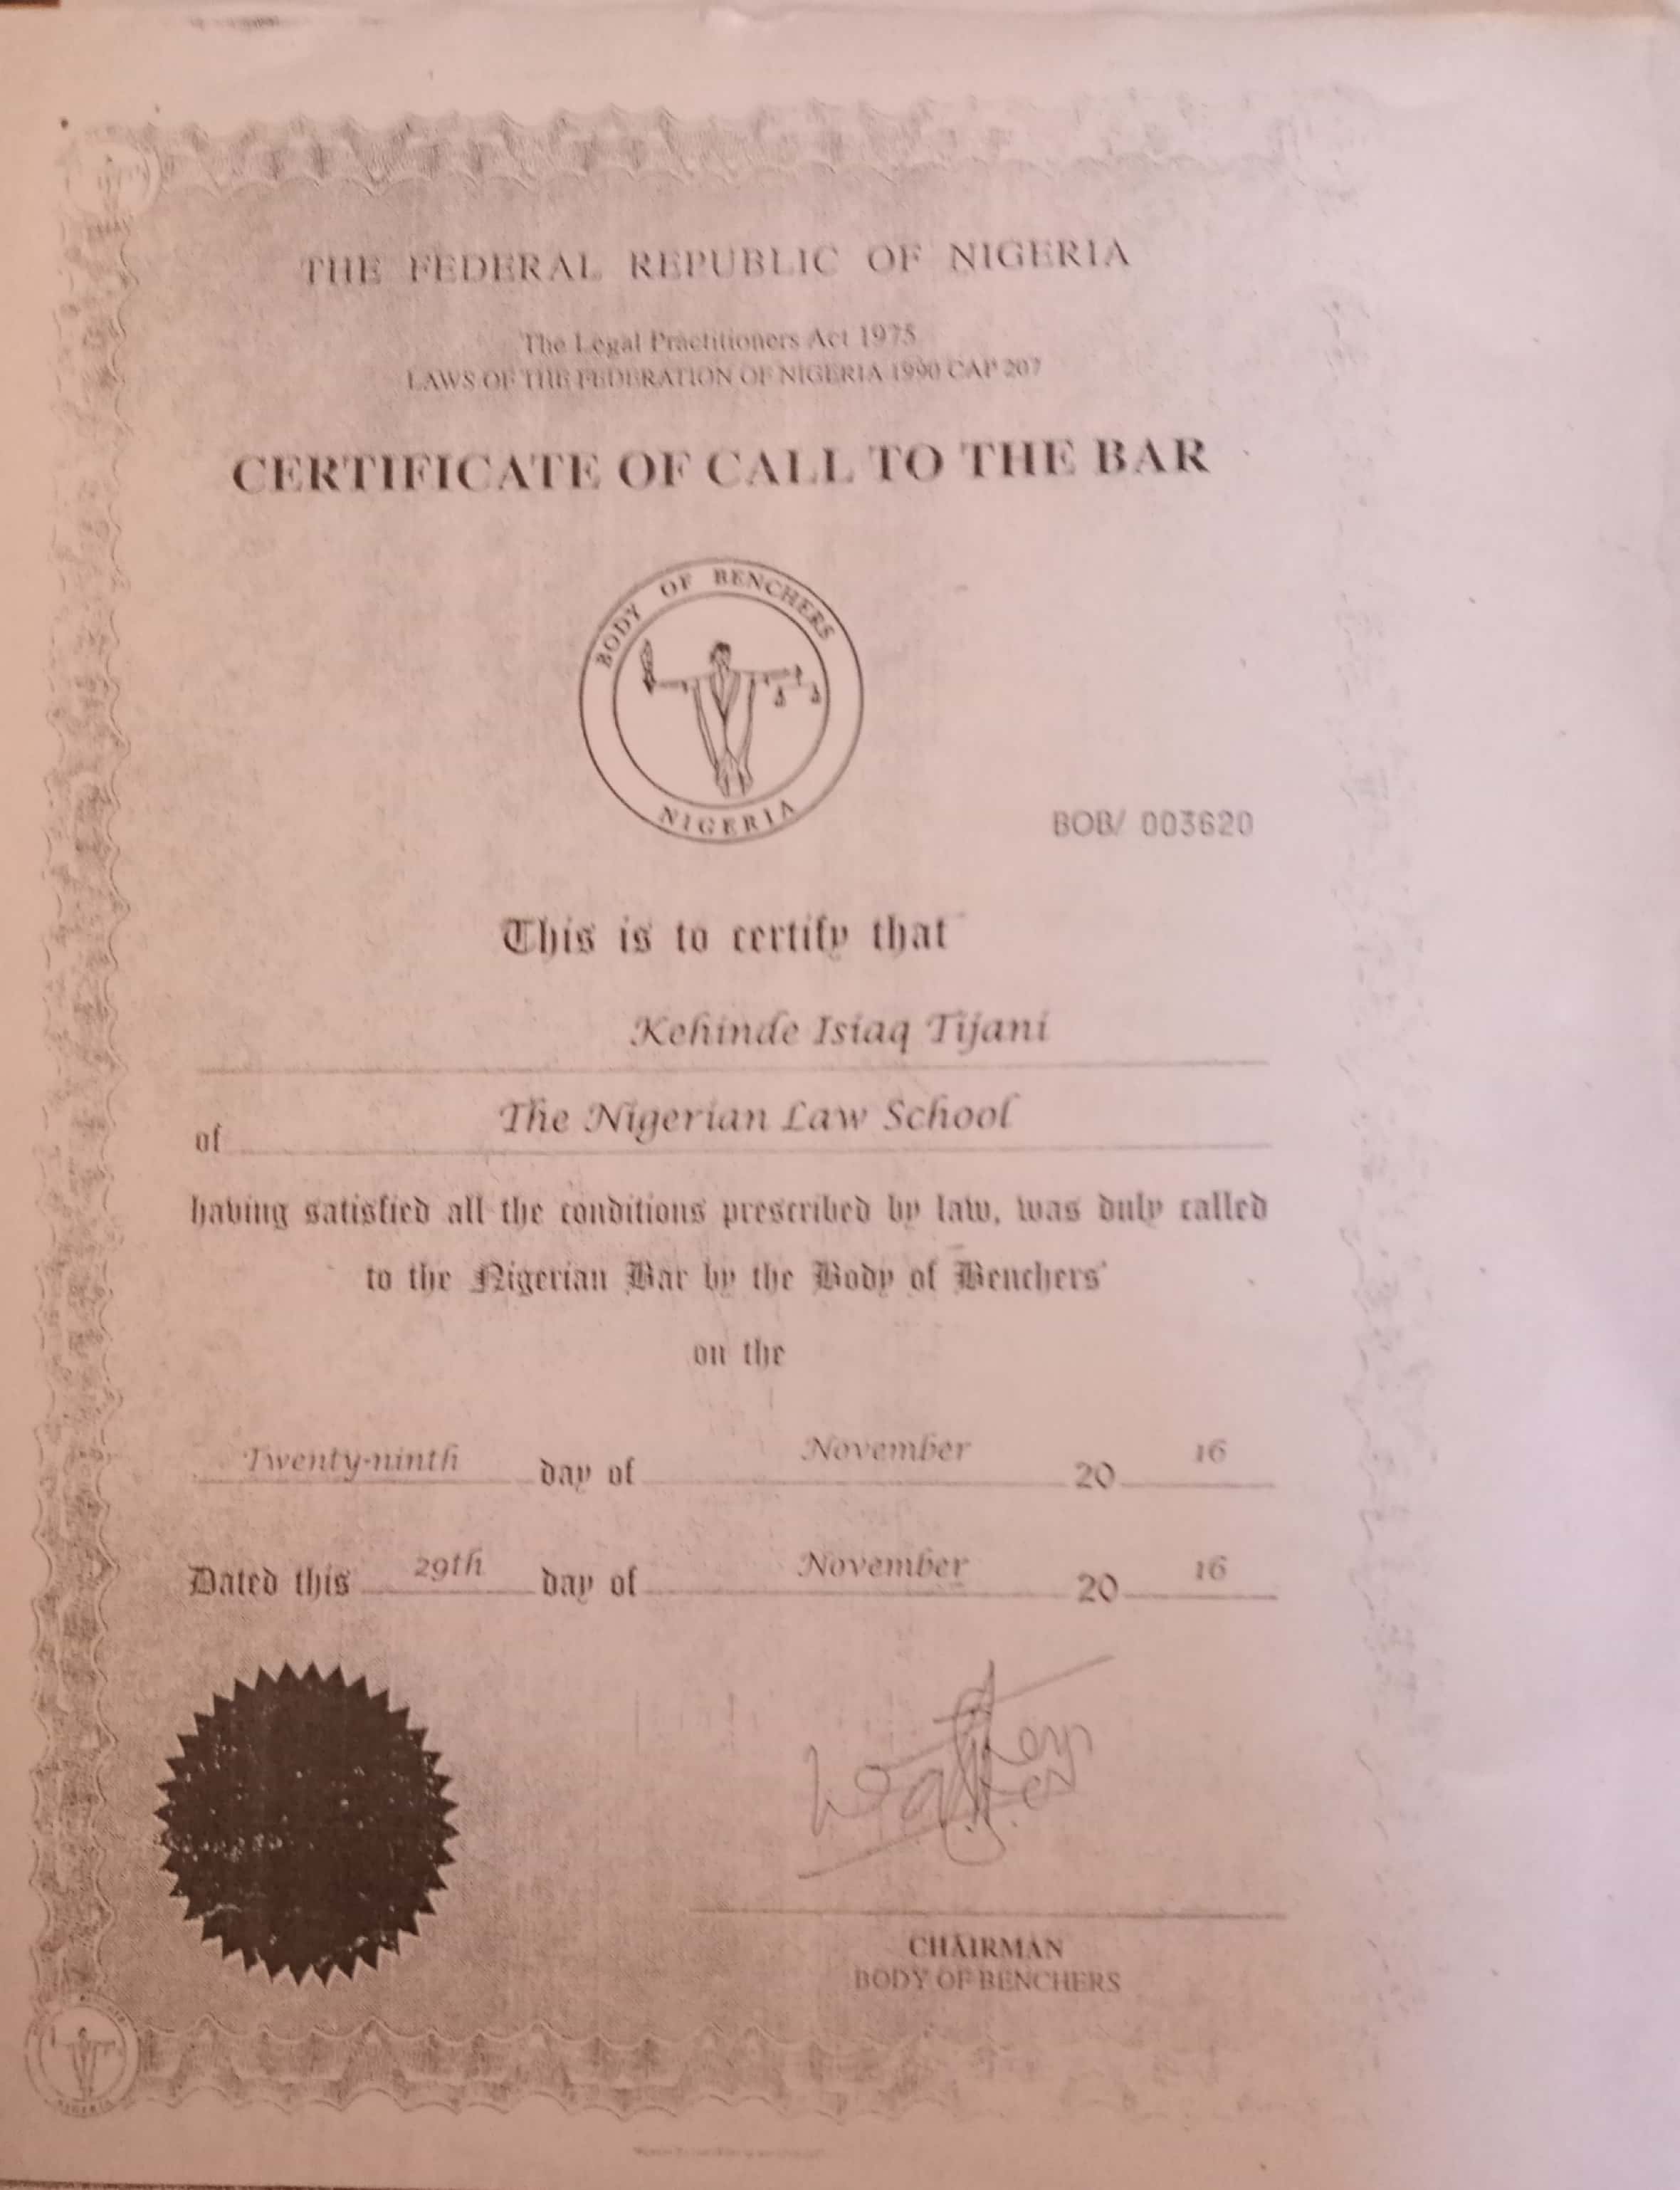 THE FEDERAL REPUBLIC OF NIGERIA
The Legal Practitioners Act 1975
LAWS OF THE FEDERATION OF NIGERIA 1990 CAP 207
CERTIFICATE OF CALL TO THE BAR
BODY OF BENCHERS
NIGERIA
BOB/ 003620
This is to certify that
Kehinde Isiaq Tijani
of The Nigerian Law School
having satisfied all the conditions prescribed by law, was duly called
to the Nigerian Bar by the Body of Benchers'
on the
Twenty-ninth day of November 20 16
Dated this 29th day of November 20 16
CHAIRMAN
BODY OF BENCHERS
NIGERIA